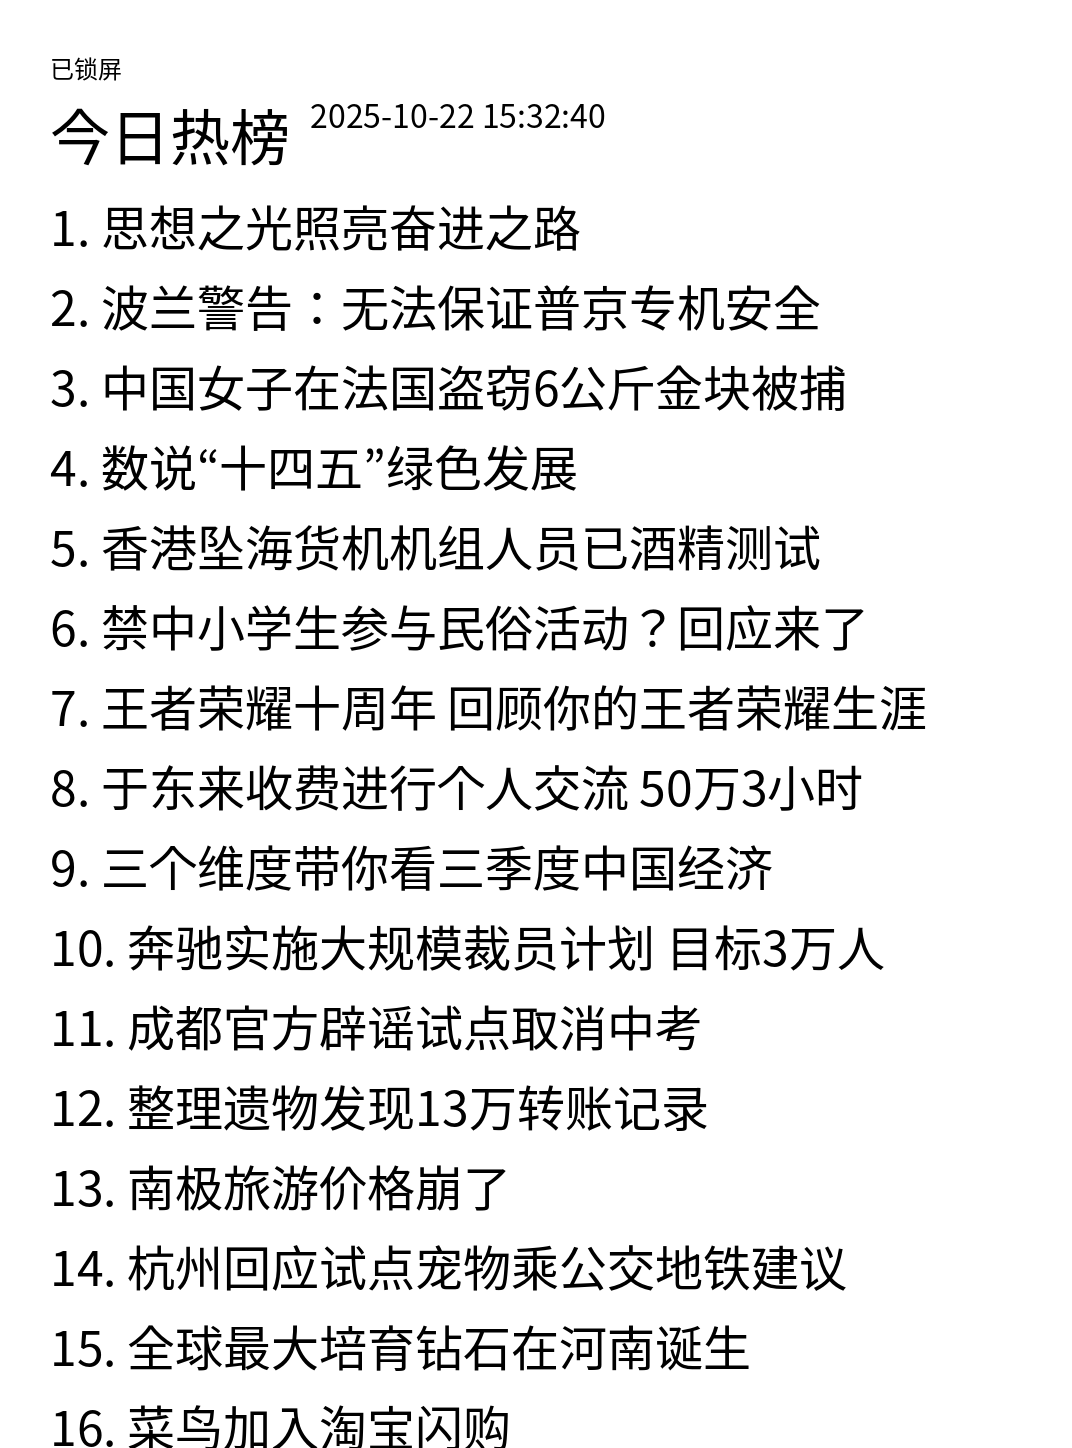 已锁屏
今日热榜 2025-10-22 15:32:40
1. 思想之光照亮奋进之路
2. 波兰警告：无法保证普京专机安全
3. 中国女子在法国盗窃6公斤金块被捕
4. 数说“十四五”绿色发展
5. 香港坠海货机机组人员已酒精测试
6. 禁中小学生参与民俗活动？回应来了
7. 王者荣耀十周年 回顾你的王者荣耀生涯
8. 于东来收费进行个人交流 50万3小时
9. 三个维度带你看三季度中国经济
10. 奔驰实施大规模裁员计划 目标3万人
11. 成都官方辟谣试点取消中考
12. 整理遗物发现13万转账记录
13. 南极旅游价格崩了
14. 杭州回应试点宠物乘公交地铁建议
15. 全球最大培育钻石在河南诞生
16. 菜鸟加入淘宝闪购